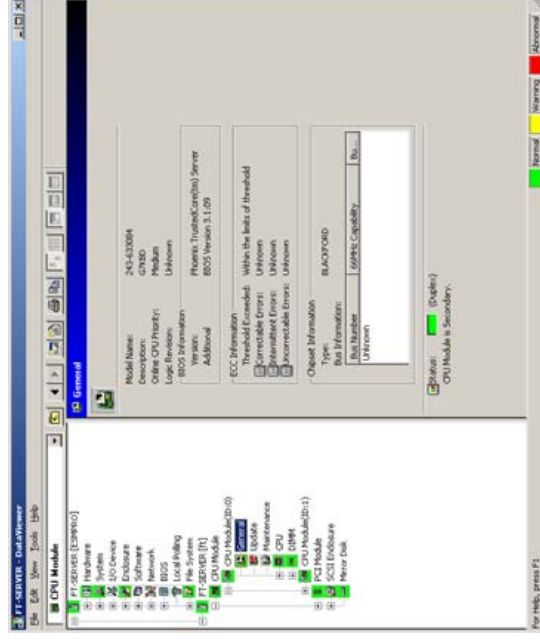 FT-SERVER - DataViewer
File Edit View Tools Help
CPU Module
FT-SERVER [ESMPRO]
Hardware
System
I/O Device
Enclosure
Software
Network
BIOS
Local Polling
File System
FT-SERVER [ft]
CPU Module
CPU Module(ID:0)
General
Update
Maintenance
CPU
DIMM
CPU Module(ID:1)
PCI Module
SCSI Enclosure
Mirror Disk
General
Model Name: 243-633084
Description: G7KBD
Online CPU Priority: Medium
Logic Revision: Unknown
BIOS Information
Version: Phoenix TrustedCore(tm) Server
Additional BIOS Version 3.1:09
ECC Information
Threshold Exceeded: Within the limits of threshold
Correctable Errors: Unknown
Intermittent Errors: Unknown
Uncorrectable Errors: Unknown
Chipset Information
Type: BLACKFORD
Bus Information:
Bus Number 66MHz Capability Bu...
Unknown
Status: (Duplex)
CPU Module is Secondary.
For Help, press F1
Normal Warning Abnormal